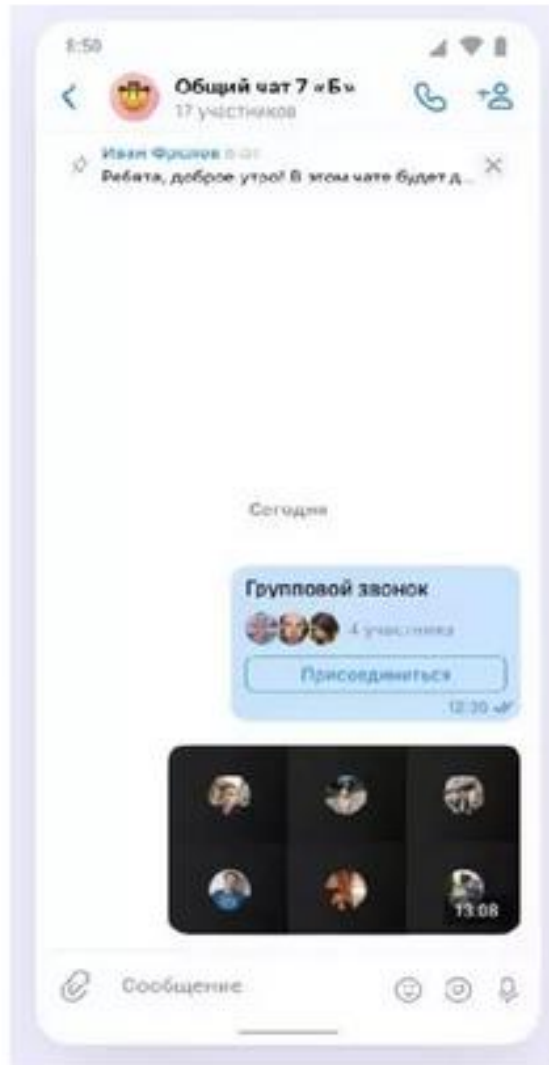 8:50
Общий чат 7 «Б»
17 участников
Иван Фролов
Ребята, доброе утро! В этом чате будет д...
Сегодня
Групповой звонок
4 участника
Присоединиться
12:30
13:08
Сообщение